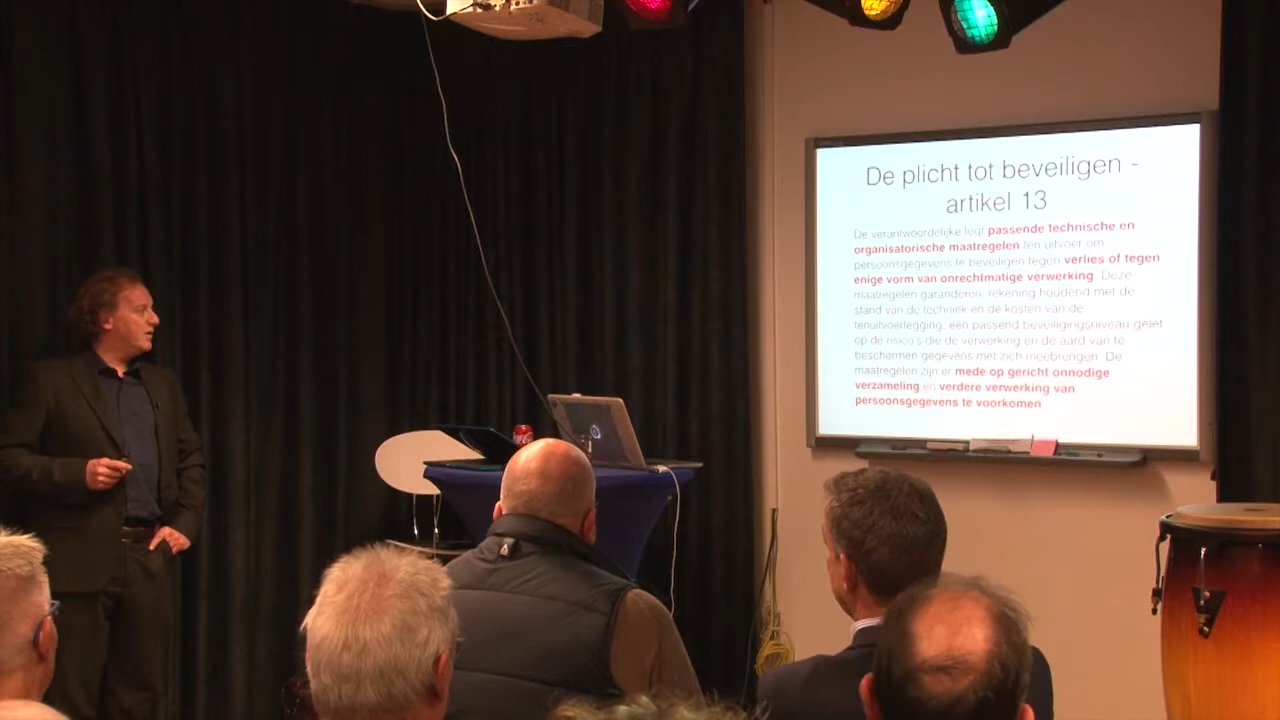 De plicht tot beveiligen -
artikel 13
De verantwoordelijke legt passende technische en
organisatorische maatregelen ten uitvoer om
persoonsgegevens te beveiligen tegen verlies of tegen
enige vorm van onrechtmatige verwerking. Deze
maatregelen garanderen, rekening houdend met de
stand van de techniek en de kosten van de
tenuitvoerlegging, een passend beveiligingsniveau gelet
op de risico's die de verwerking en de aard van te
beschermen gegevens met zich meebrengen. De
maatregelen zijn er mede op gericht onnodige
verzameling en verdere verwerking van
persoonsgegevens te voorkomen